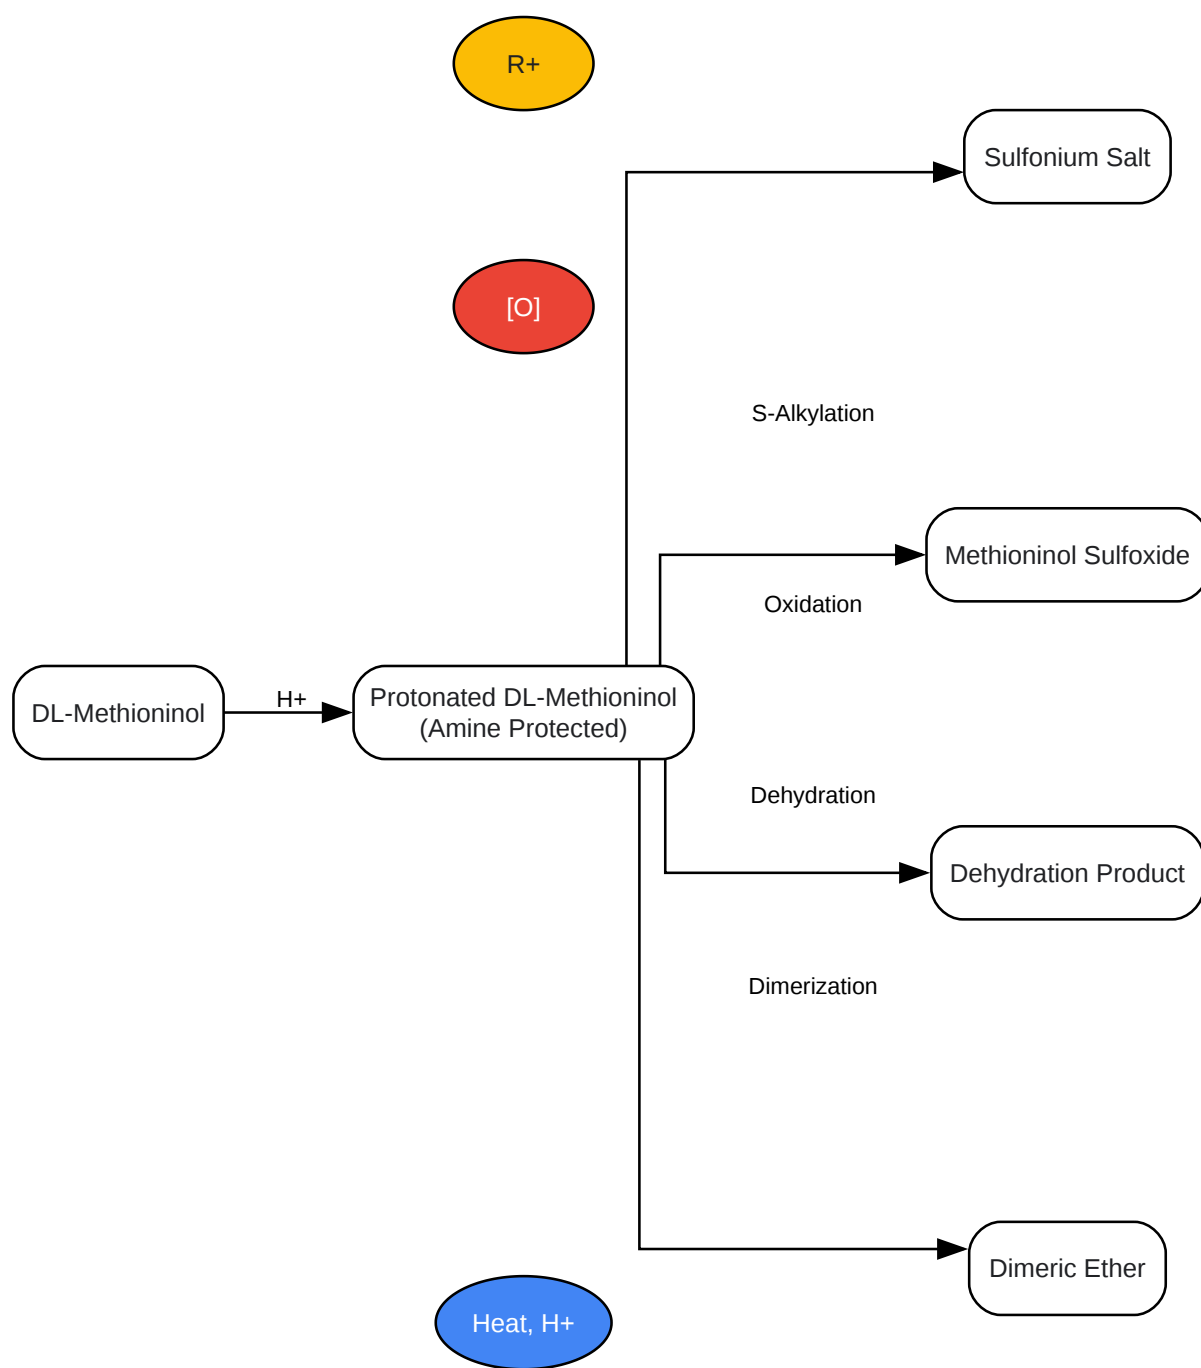 R+
Sulfonium Salt
[O]
S-Alkylation
Methioninol Sulfoxide
Oxidation
DL-Methioninol
H+
Protonated DL-Methioninol
(Amine Protected)
Dehydration
Dehydration Product
Dimerization
Dimeric Ether
Heat, H+